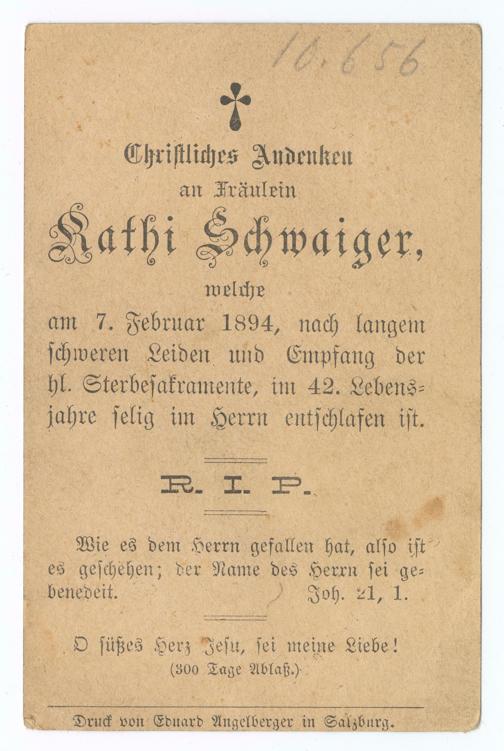 10.656
Christliches Andenken
an Fräulein
Kathi Schwaiger,
welche
am 7. Februar 1894, nach langem
schweren Leiden und Empfang der
hl. Sterbesakramente, im 42. Lebens-
jahre selig im Herrn entschlafen ist.
R. I. P.
Wie es dem Herrn gefallen hat, also ist
es geschehen; der Name des Herrn sei ge-
benedeit. Joh. 21, 1.
O süßes Herz Jesu, sei meine Liebe!
(300 Tage Ablaß.)
Druck von Eduard Angelberger in Salzburg.